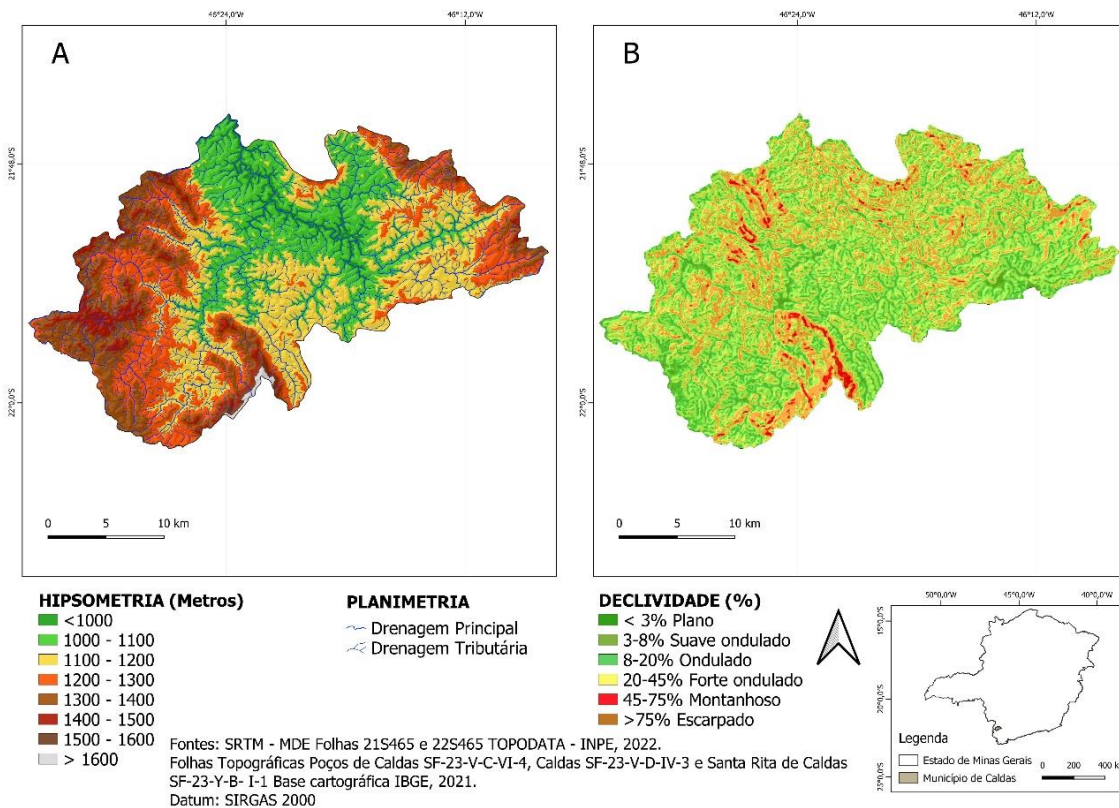 46°24,0'W
46°12,0'W
46°24,0'W
46°12,0'W
A
B
21°48,0'S
21°48,0'S
22°0,0'S
22°0,0'S
0 5 10 km
0 5 10 km
HIPSOMETRIA (Metros)
<1000
1000 - 1100
1100 - 1200
1200 - 1300
1300 - 1400
1400 - 1500
1500 - 1600
> 1600
PLANIMETRIA
Drenagem Principal
Drenagem Tributária
DECLIVIDADE (%)
< 3% Plano
3-8% Suave ondulado
8-20% Ondulado
20-45% Forte ondulado
45-75% Montanhoso
>75% Escarpado
50°0,0'W
45°0,0'W
40°0,0'W
15°0,0'S
20°0,0'S
25°0,0'S
Legenda
Estado de Minas Gerais
Município de Caldas
0 200 400 k
Fontes: SRTM - MDE Folhas 21S465 e 22S465 TOPODATA - INPE, 2022.
Folhas Topográficas Poços de Caldas SF-23-V-C-VI-4, Caldas SF-23-V-D-IV-3 e Santa Rita de Caldas
SF-23-Y-B- I-1 Base cartográfica IBGE, 2021.
Datum: SIRGAS 2000